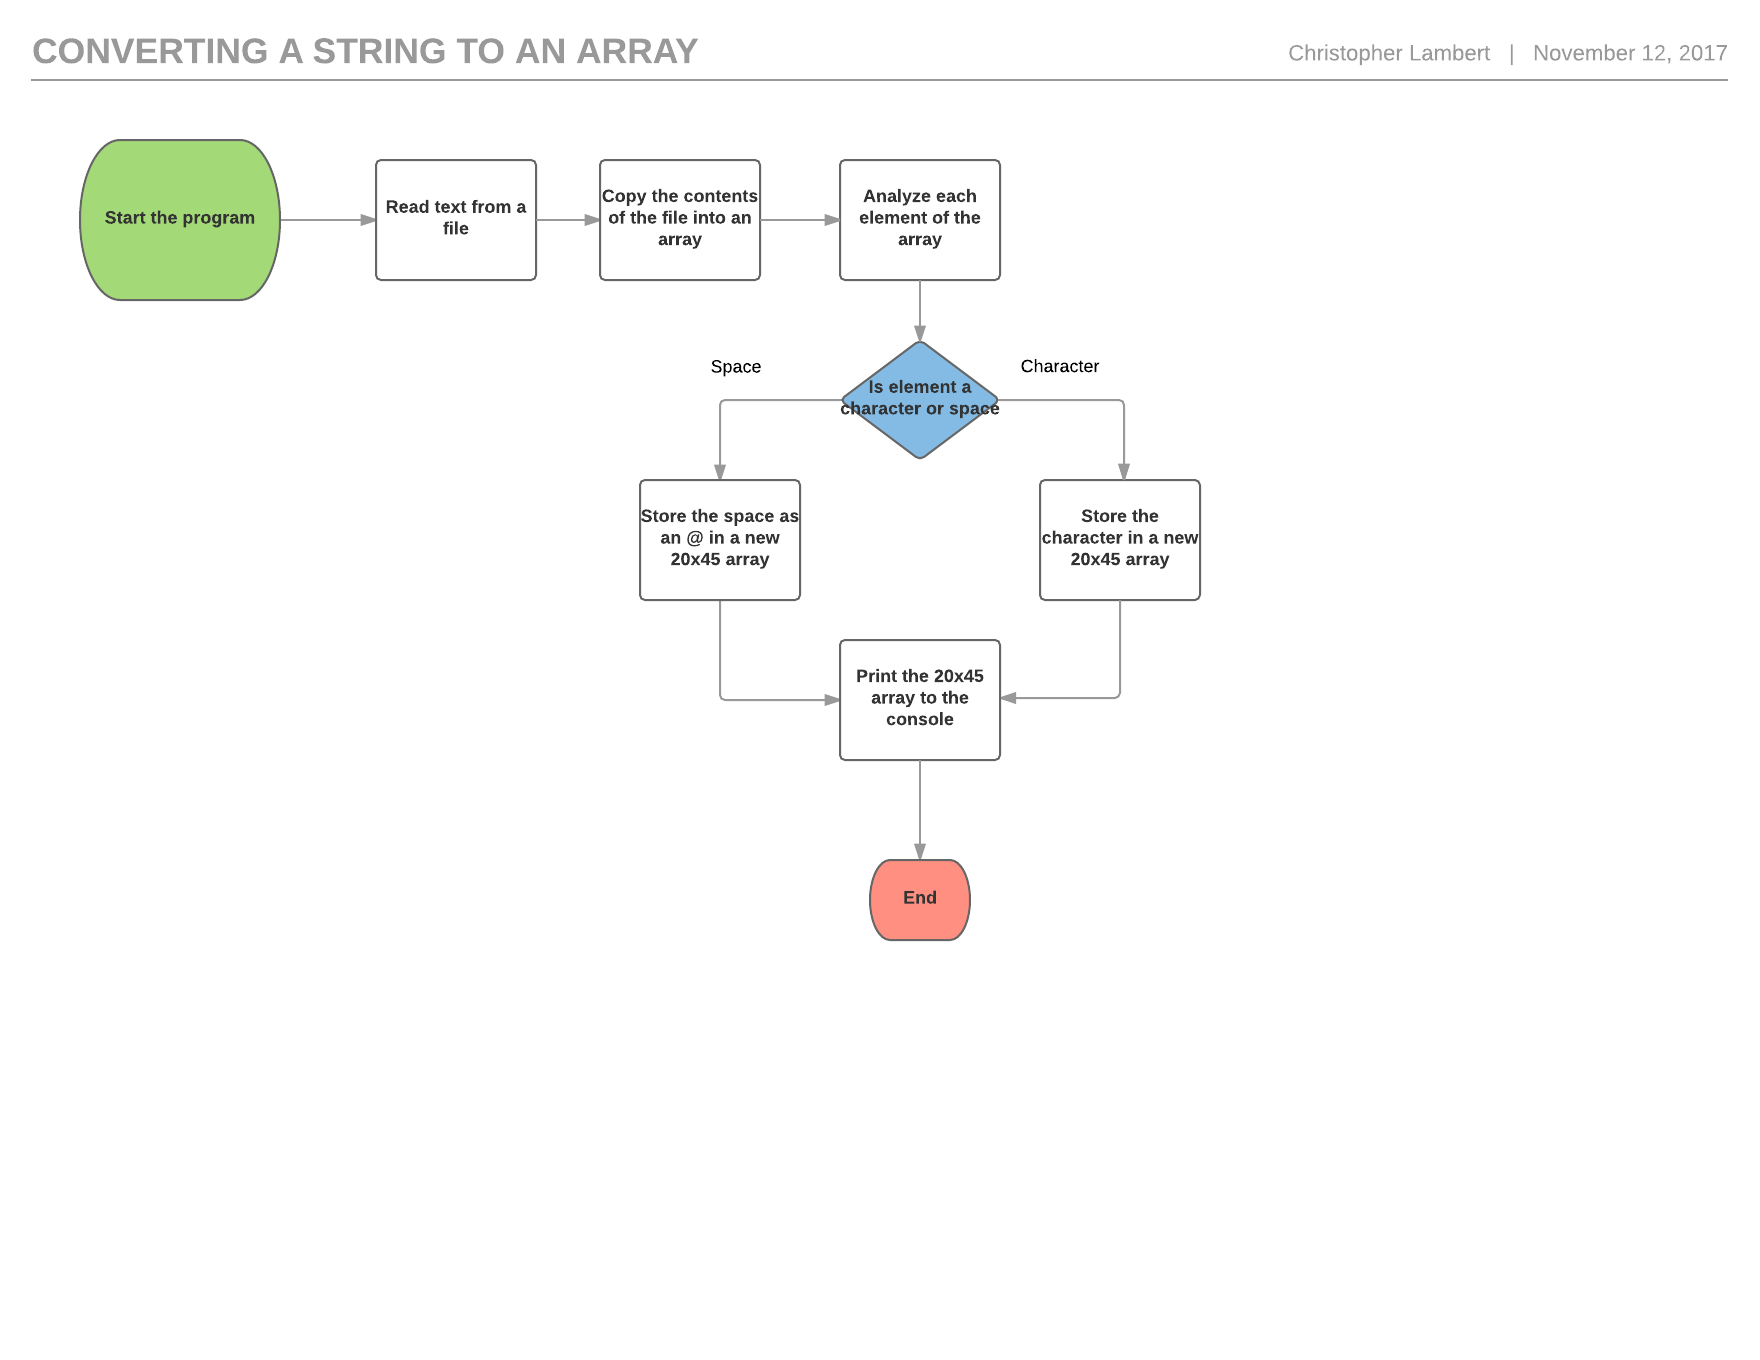 CONVERTING A STRING TO AN ARRAY
Christopher Lambert | November 12, 2017
Start the program
Read text from a
file
Copy the contents
of the file into an
array
Analyze each
element of the
array
Space
Character
Is element a
character or space
Store the space as
an @ in a new
20x45 array
Store the
character in a new
20x45 array
Print the 20x45
array to the
console
End